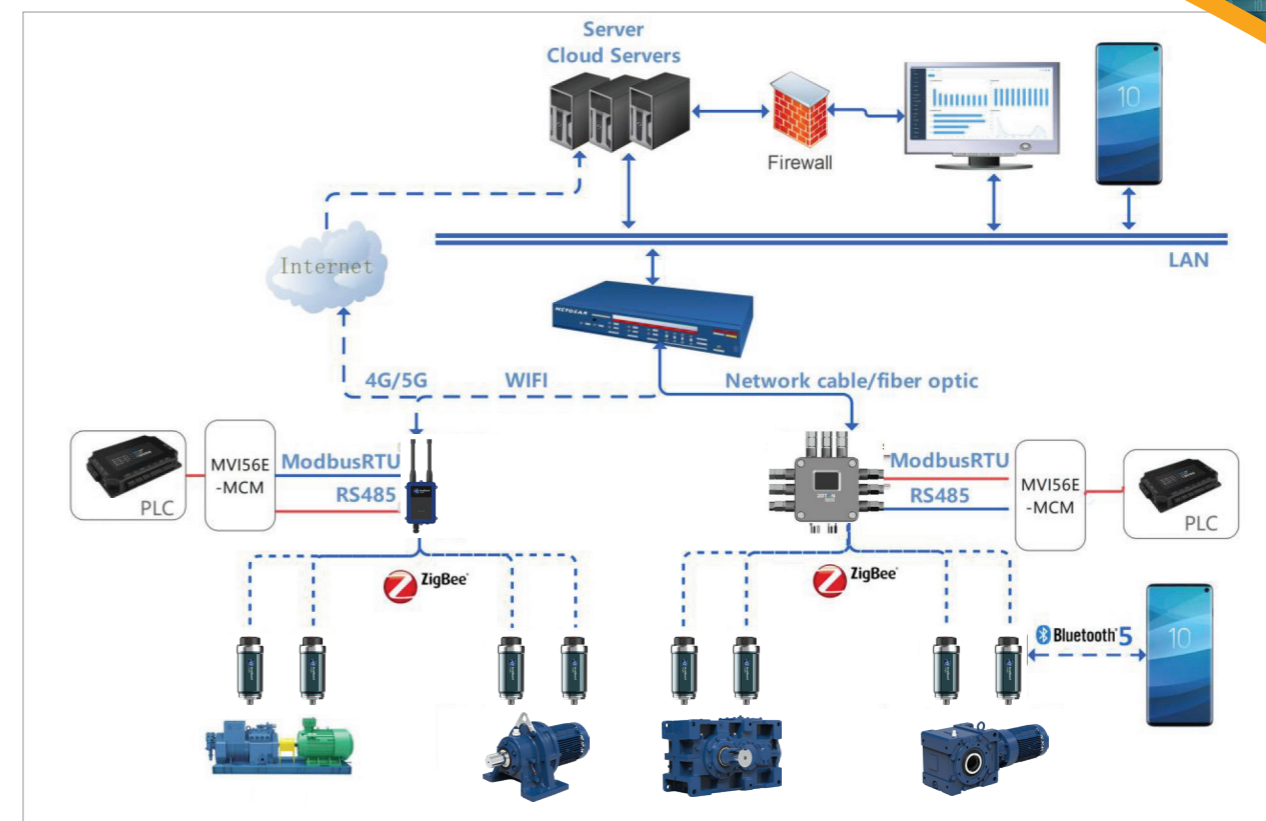 Server
Cloud Servers
10
Firewall
Internet
LAN
NETGEAR
4G/5G
WIFI
Network cable/fiber optic
PLC
MVI56E
-MCM
ModbusRTU
RS485
ModbusRTU
RS485
MVI56E
-MCM
PLC
ZigBee®
ZigBee®
Bluetooth® 5
10